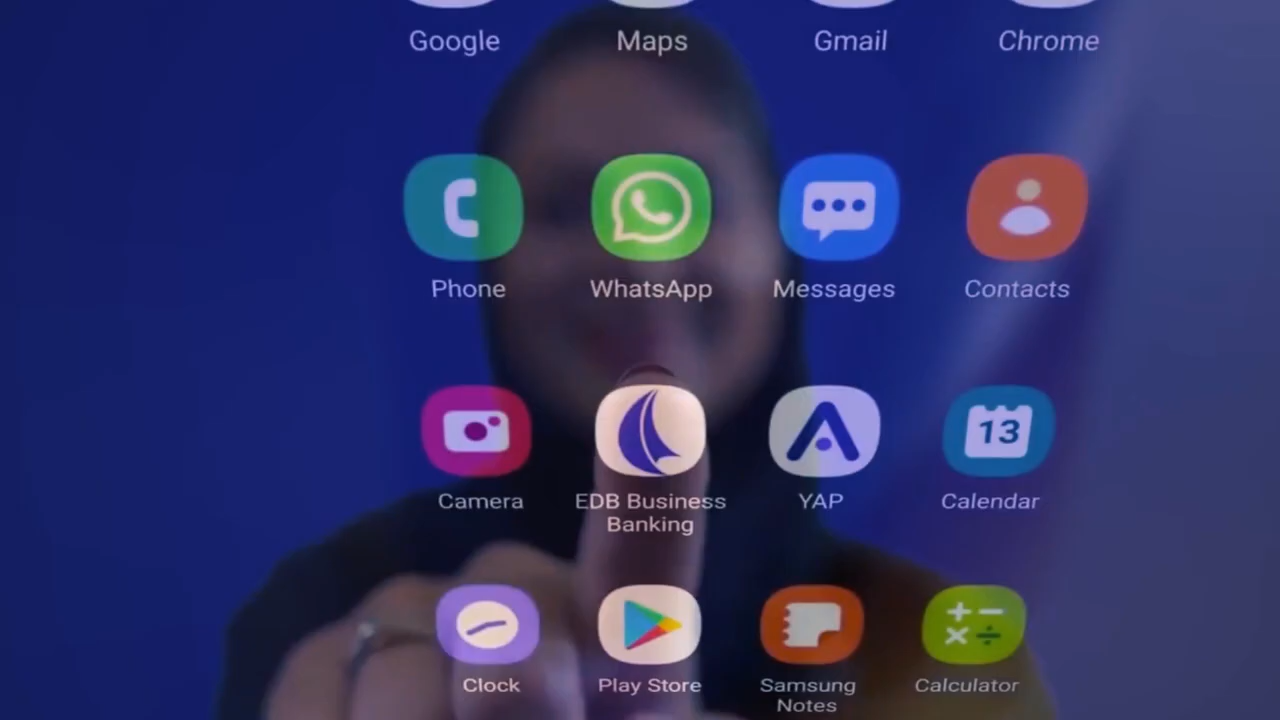 Google Maps Gmail Chrome
Phone WhatsApp Messages Contacts
13
Camera EDB Business YAP Calendar
Banking
Clock Play Store Samsung Calculator
Notes